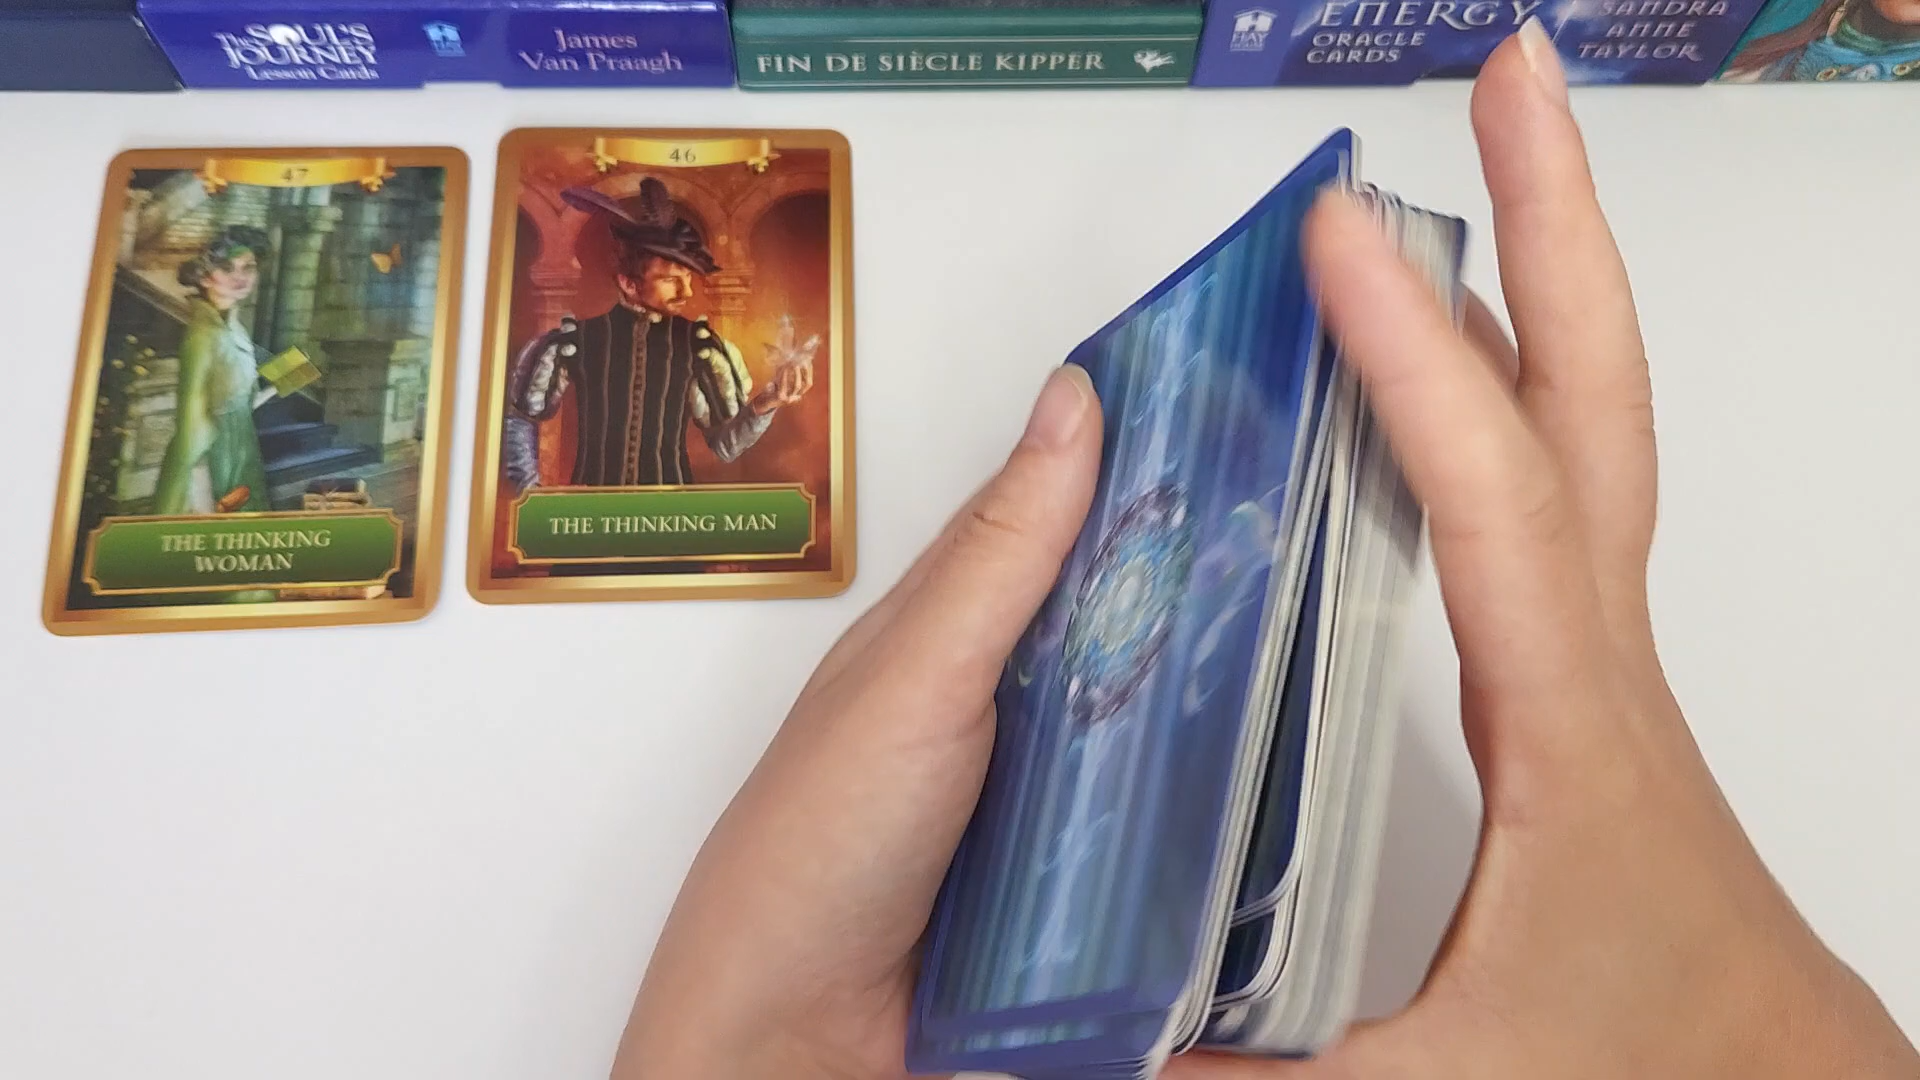 The SOUL'S
JOURNEY
Lesson Cards
HAY
HOUSE
James
Van Praagh
FIN DE SIÈCLE KIPPER
HAY
HOUSE
ENERGY
ORACLE
CARDS
SANDRA
ANNE
TAYLOR
47
THE THINKING
WOMAN
46
THE THINKING MAN